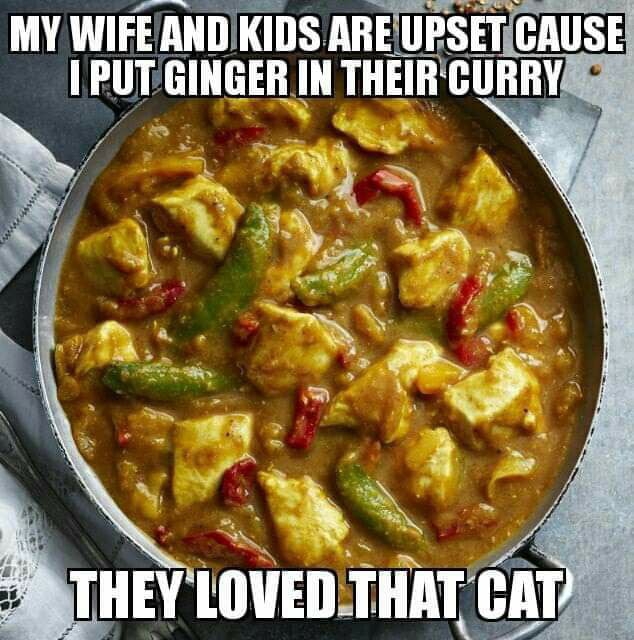 MY WIFE AND KIDS ARE UPSET CAUSE
I PUT GINGER IN THEIR CURRY
THEY LOVED THAT CAT